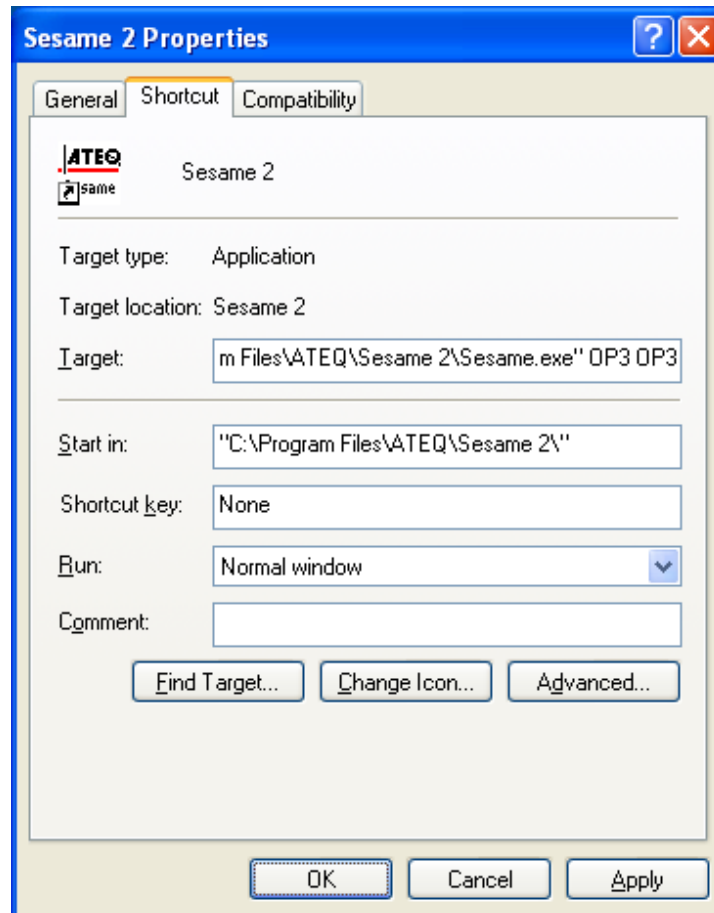 Sesame 2 Properties
?
General Shortcut Compatibility
ATEQ
same
Sesame 2
Target type: Application
Target location: Sesame 2
Target: m Files\ATEQ\Sesame 2\Sesame.exe" OP3 OP3
Start in: "C:\Program Files\ATEQ\Sesame 2\"
Shortcut key: None
Run: Normal window
Comment:
Find Target... Change Icon... Advanced...
OK Cancel Apply